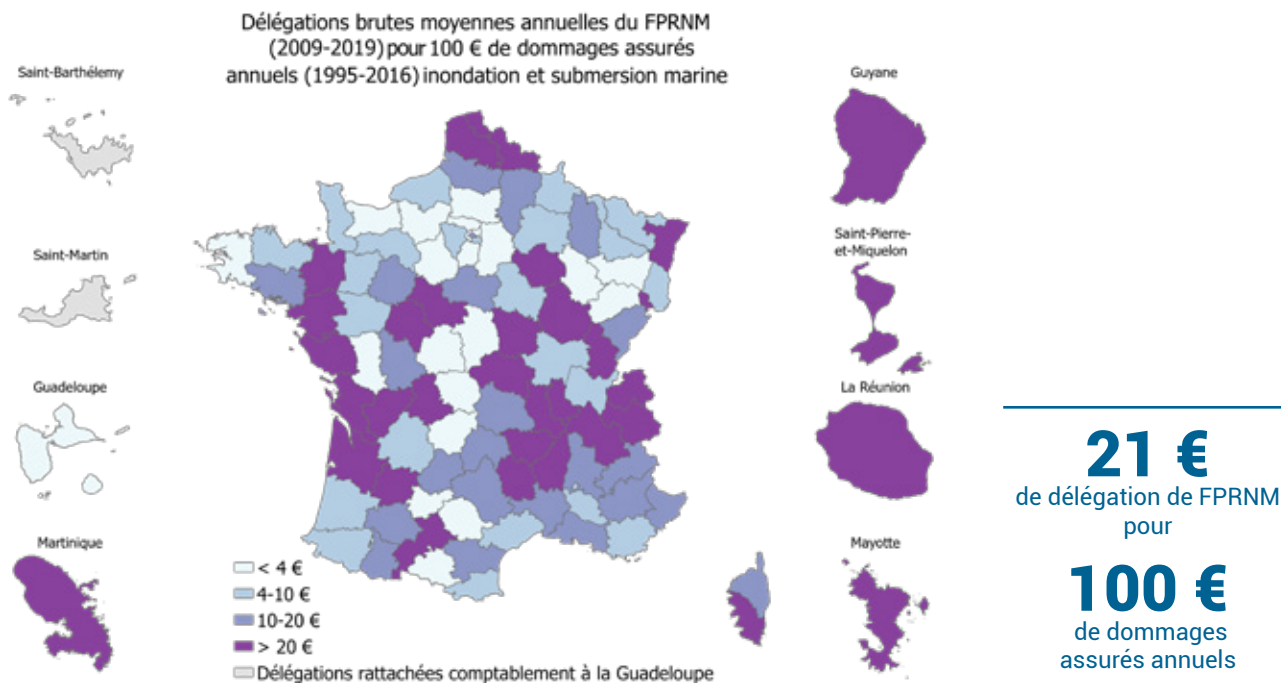 Délégations brutes moyennes annuelles du FPRNM
(2009-2019) pour 100 € de dommages assurés
annuels (1995-2016) inondation et submersion marine
Saint-Barthélemy
Saint-Martin
Guadeloupe
Martinique
Guyane
Saint-Pierre-
et-Miquelon
La Réunion
Mayotte
< 4 €
4-10 €
10-20 €
> 20 €
Délégations rattachées comptablement à la Guadeloupe
21 €
de délégation de FPRNM
pour
100 €
de dommages
assurés annuels